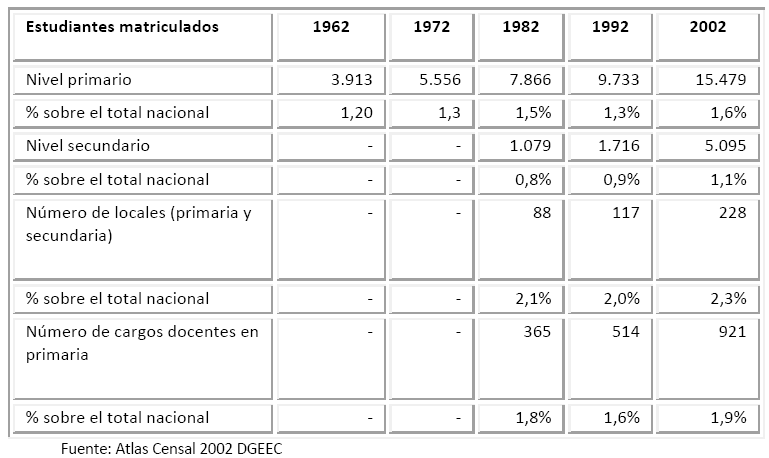 Estudiantes matriculados 1962 1972 1982 1992 2002
Nivel primario 3.913 5.556 7.866 9.733 15.479
% sobre el total nacional 1,20 1,3 1,5% 1,3% 1,6%
Nivel secundario - - 1.079 1.716 5.095
% sobre el total nacional - - 0,8% 0,9% 1,1%
Número de locales (primaria y - - 88 117 228
secundaria)
% sobre el total nacional - - 2,1% 2,0% 2,3%
Número de cargos docentes en - - 365 514 921
primaria
% sobre el total nacional - - 1,8% 1,6% 1,9%
Fuente: Atlas Censal 2002 DGEEC